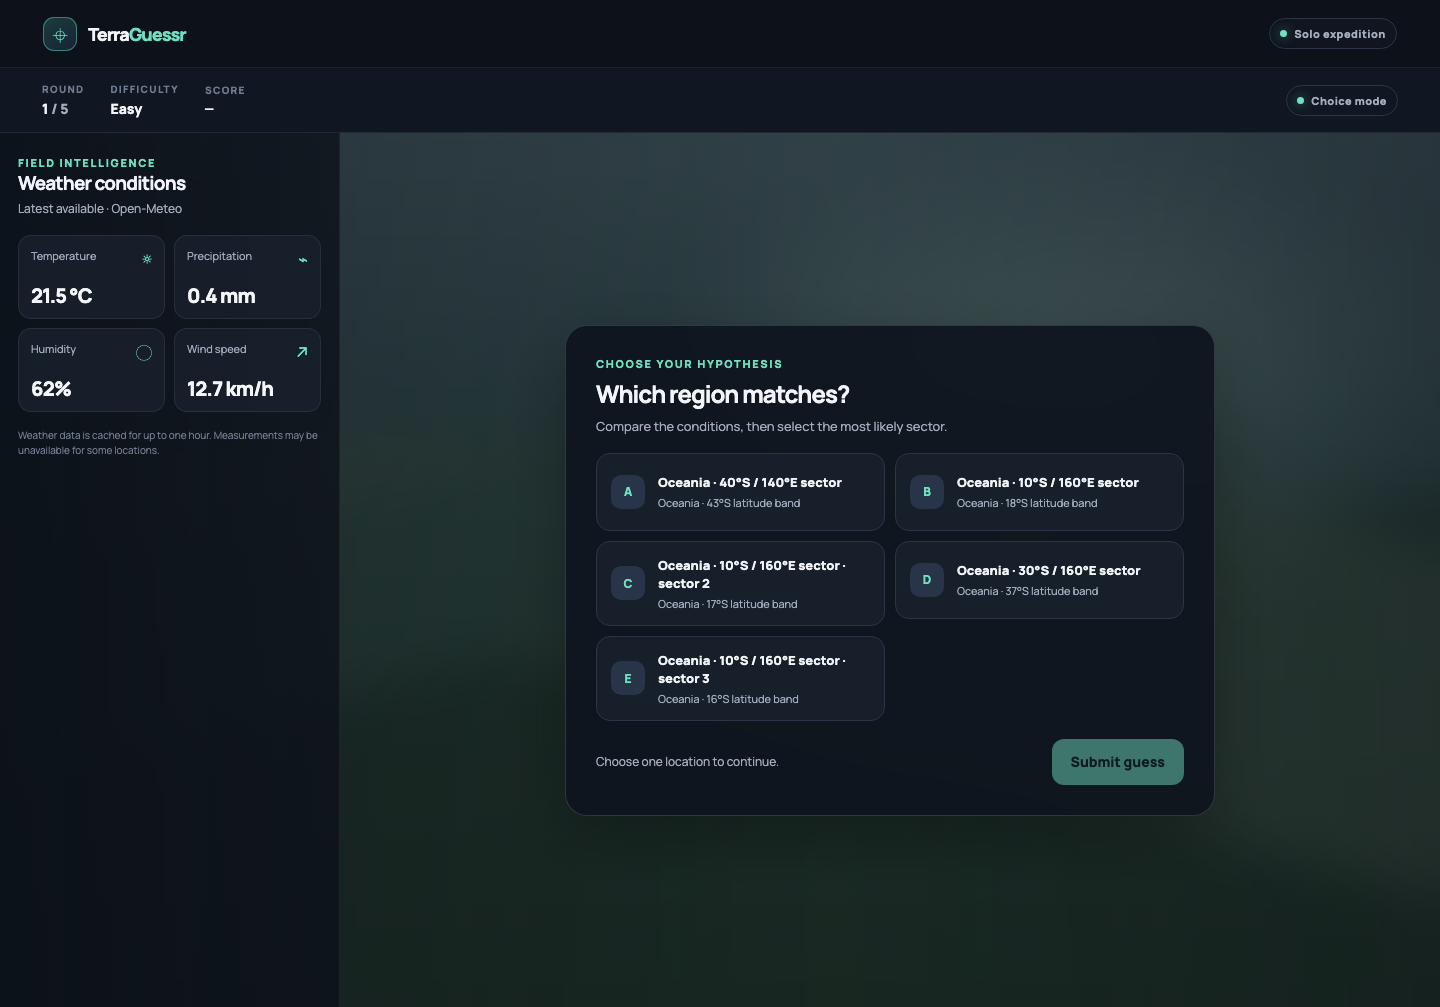 TerraGuessr
Solo expedition
ROUND
1 / 5
DIFFICULTY
Easy
SCORE
–
Choice mode
FIELD INTELLIGENCE
Weather conditions
Latest available · Open-Meteo
Temperature
21.5 °C
Precipitation
0.4 mm
Humidity
62%
Wind speed
12.7 km/h
Weather data is cached for up to one hour. Measurements may be
unavailable for some locations.
CHOOSE YOUR HYPOTHESIS
Which region matches?
Compare the conditions, then select the most likely sector.
A
Oceania · 40°S / 140°E sector
Oceania · 43°S latitude band
B
Oceania · 10°S / 160°E sector
Oceania · 18°S latitude band
C
Oceania · 10°S / 160°E sector ·
sector 2
Oceania · 17°S latitude band
D
Oceania · 30°S / 160°E sector
Oceania · 37°S latitude band
E
Oceania · 10°S / 160°E sector ·
sector 3
Oceania · 16°S latitude band
Choose one location to continue.
Submit guess